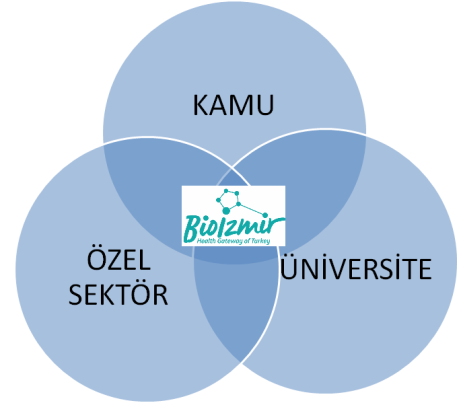 KAMU
BioIzmir
Health Gateway of Turkey
ÖZEL
SEKTÖR
ÜNİVERSİTE